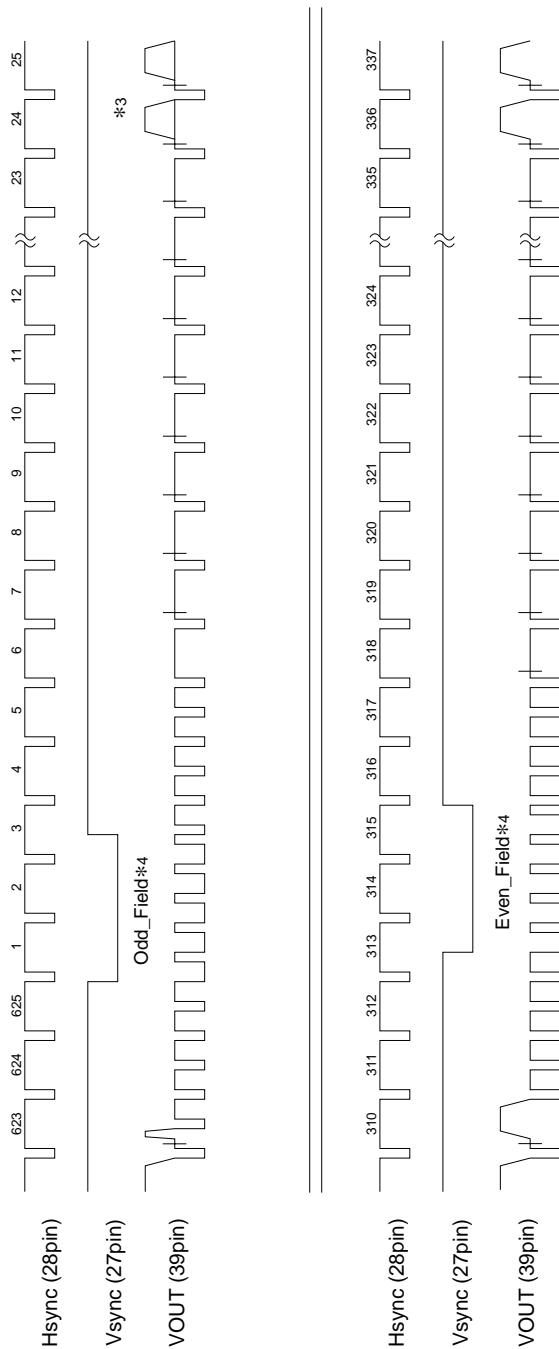 623 624 625 1 2 3 4 5 6 7 8 9 10 11 12 23 24 25
Hsync (28pin)
Vsync (27pin)
Odd_Field*4
*3
VOUT (39pin)
310 311 312 313 314 315 316 317 318 319 320 321 322 323 324 335 336 337
Hsync (28pin)
Vsync (27pin)
Even_Field*4
VOUT (39pin)